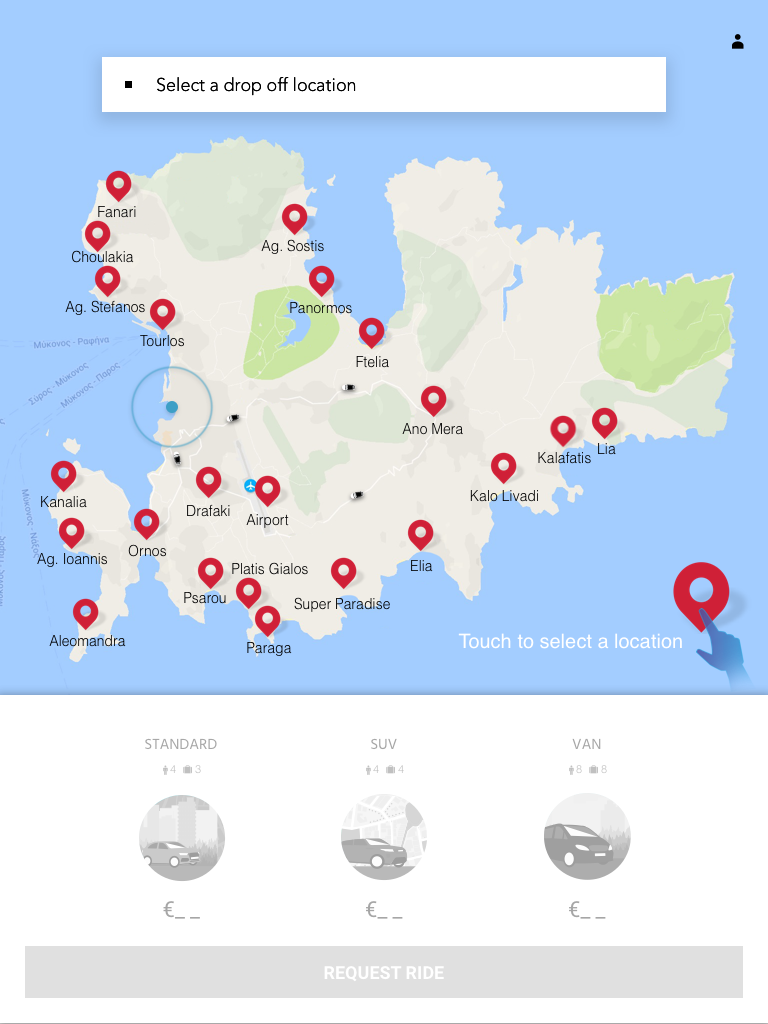 Select a drop off location
Fanari
Choulakia
Ag. Sostis
Ag. Stefanos
Panormos
Tourlos
Μύκονος - Ραφήνα
Ftelia
Σύρος - Μύκονος
Μύκονος - Πάρος
Ano Mera
Lia
Kalafatis
Kalo Livadi
Kanalia
Drafaki
Airport
Μύκονος - Νάξος
Ornos
Ag. Ioannis
Elia
Platis Gialos
Psarou
Super Paradise
Aleomandra
Paraga
Touch to select a location
STANDARD
SUV
VAN
4 3
4 4
8 8
€_ _
€_ _
€_ _
REQUEST RIDE